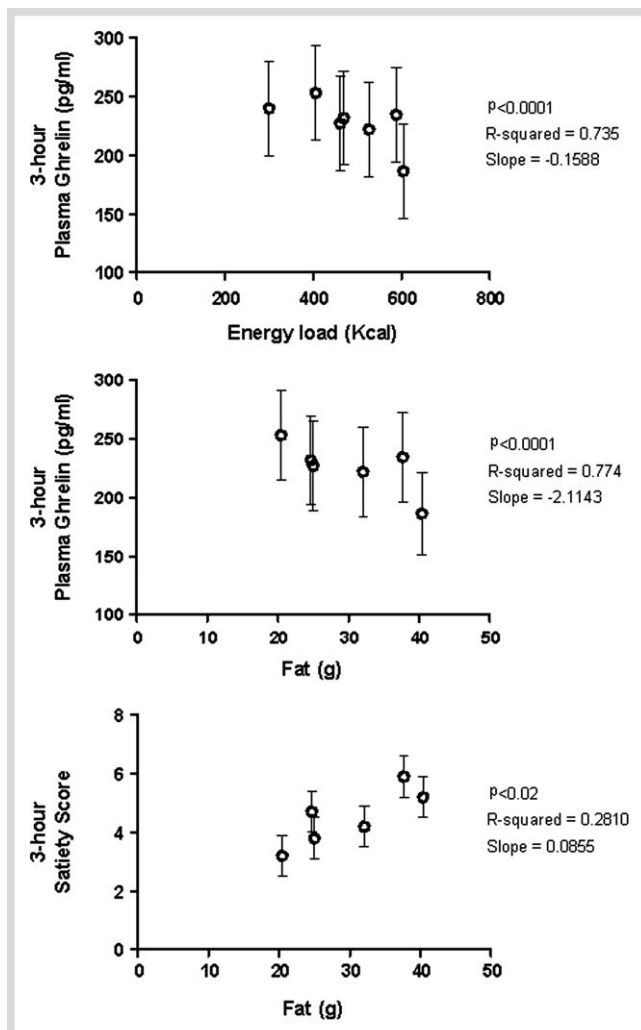 3-hour
Plasma Ghrelin (pg/ml)
300
250
200
150
100
0
200
400
600
800
Energy load (Kcal)
P<0.0001
R-squared = 0.735
Slope = -0.1588
3-hour
Plasma Ghrelin (pg/ml)
300
250
200
150
100
0
10
20
30
40
50
Fat (g)
P<0.0001
R-squared = 0.774
Slope = -2.1143
3-hour
Satiety Score
8
6
4
2
0
0
10
20
30
40
50
Fat (g)
P<0.02
R-squared = 0.2810
Slope = 0.0855